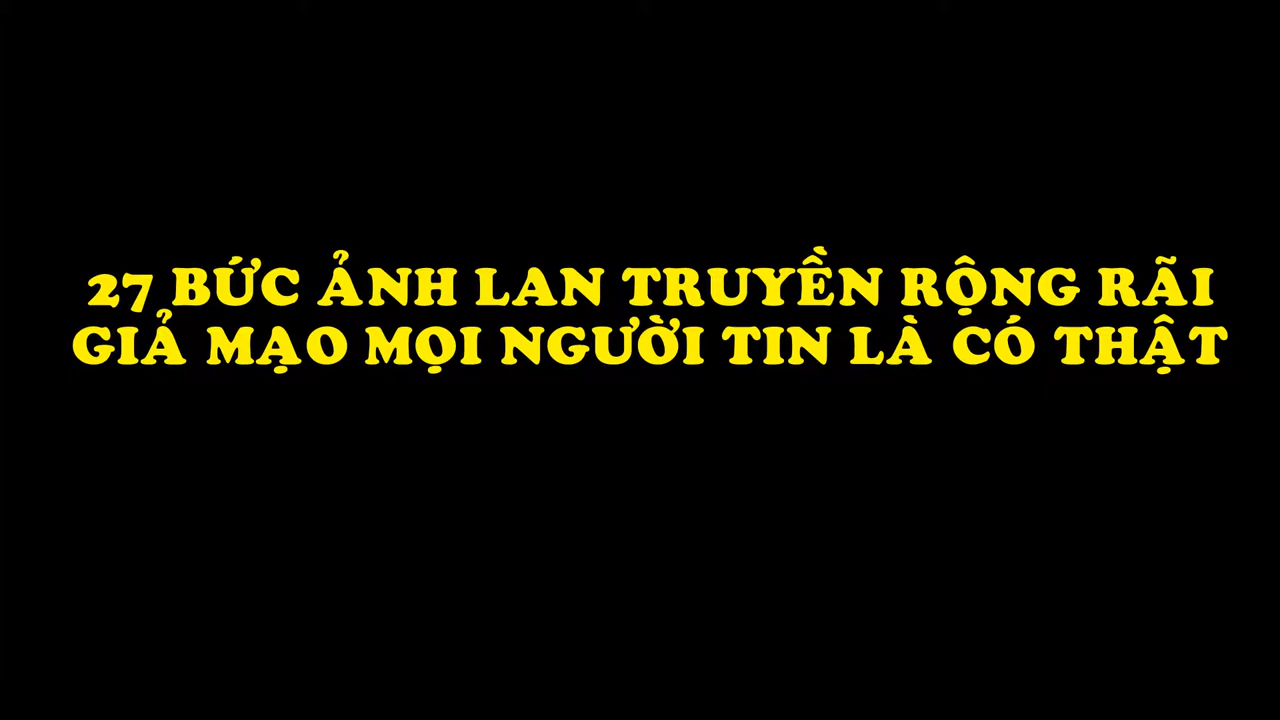 27 BỨC ẢNH LAN TRUYỀN RỘNG RÃI
GIẢ MẠO MỌI NGƯỜI TIN LÀ CÓ THẬT